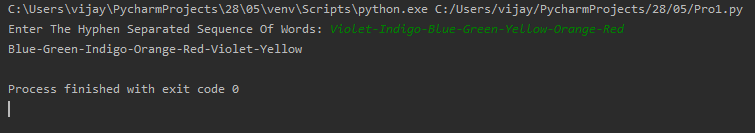 C:\Users\vijay\PycharmProjects\28\05\venv\Scripts\python.exe C:/Users/vijay/PycharmProjects/28/05/Pro1.py
Enter The Hyphen Separated Sequence Of Words: Violet-Indigo-Blue-Green-Yellow-Orange-Red
Blue-Green-Indigo-Orange-Red-Violet-Yellow
Process finished with exit code 0